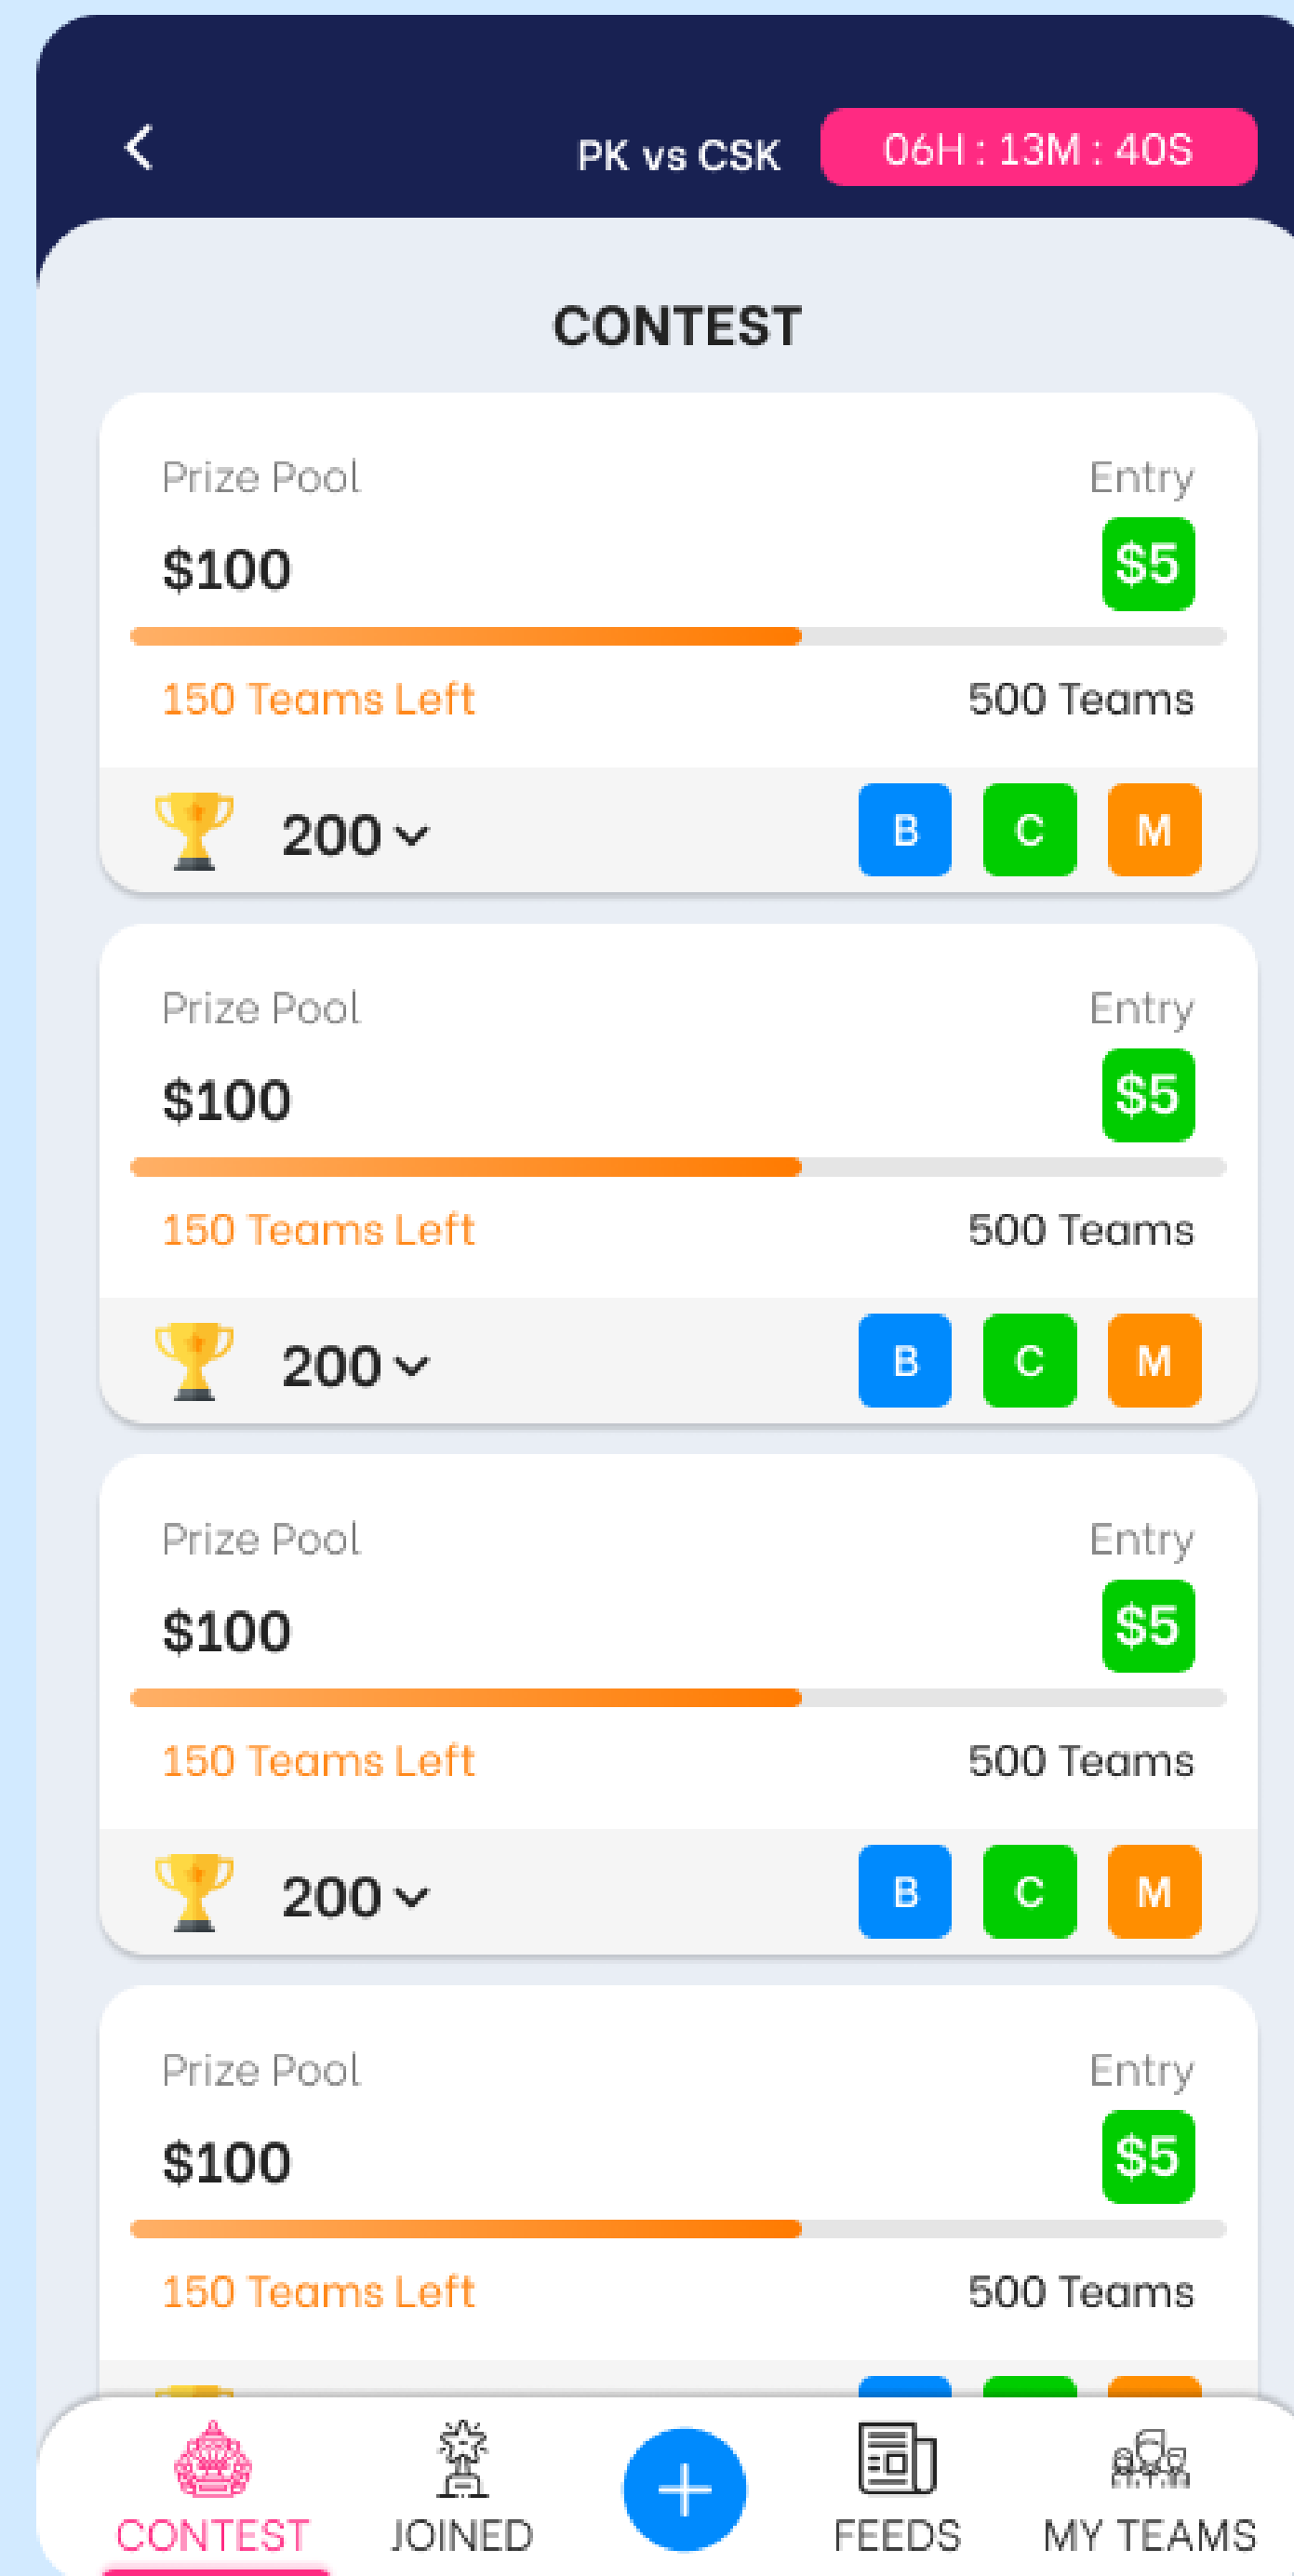 PK vs CSK 06H : 13M : 40S
CONTEST
Prize Pool Entry
$100 $5
150 Teams Left 500 Teams
200 B C M
Prize Pool Entry
$100 $5
150 Teams Left 500 Teams
200 B C M
Prize Pool Entry
$100 $5
150 Teams Left 500 Teams
200 B C M
Prize Pool Entry
$100 $5
150 Teams Left 500 Teams
CONTEST JOINED FEEDS MY TEAMS